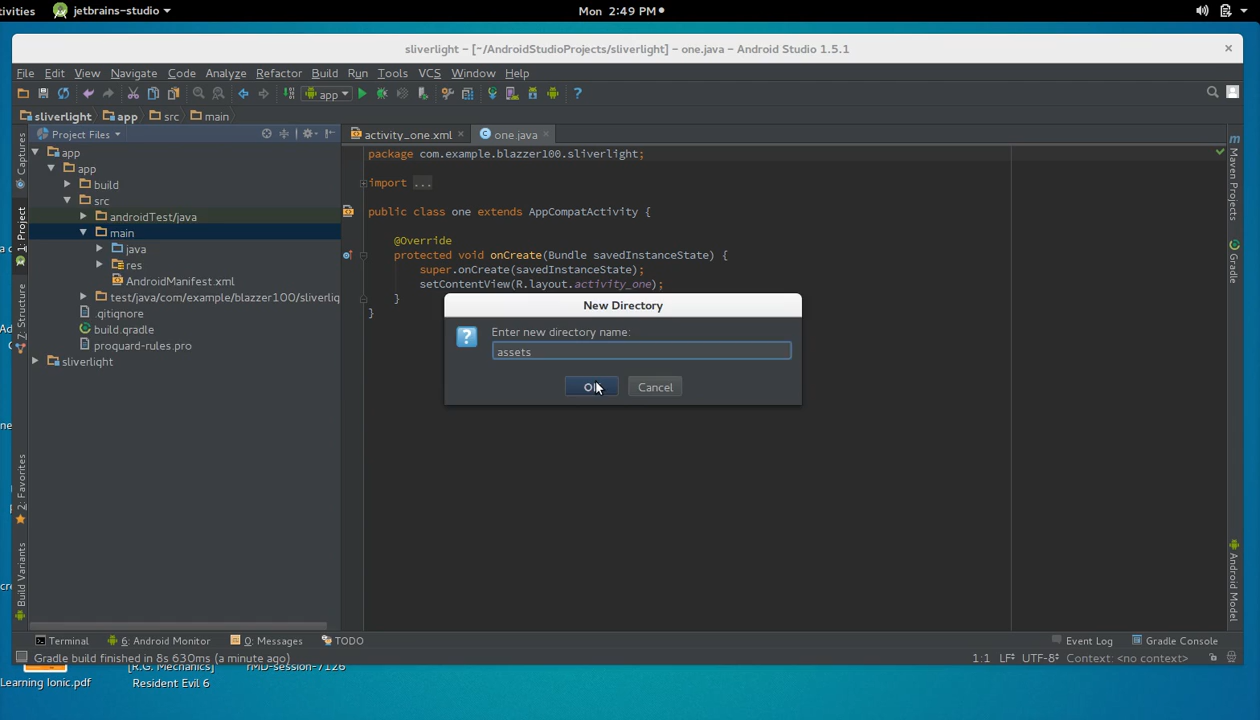 tivities jetbrains-studio Mon 2:49 PM
sliverlight – [~/AndroidStudioProjects/sliverlight] – one.java – Android Studio 1.5.1
File Edit View Navigate Code Analyze Refactor Build Run Tools VCS Window Help
app
sliverlight app src main
Project Files activity_one.xml one.java
app
app
build
src
androidTest/java
main
java
res
AndroidManifest.xml
test/java/com/example/blazzer100/sliverlig
.gitignore
build.gradle
proguard-rules.pro
sliverlight
package com.example.blazzer100.sliverlight;
import ...
public class one extends AppCompatActivity {
@Override
protected void onCreate(Bundle savedInstanceState) {
super.onCreate(savedInstanceState);
setContentView(R.layout.activity_one);
}
}
New Directory
Enter new directory name:
assets
Cancel
Captures
1: Project
7: Structure
2: Favorites
Build Variants
Maven Projects
Gradle
Android Model
Terminal 6: Android Monitor 0: Messages TODO Event Log Gradle Console
Gradle build finished in 8s 630ms (a minute ago) 1:1 LF UTF-8 Context: <no context>
[R.G. Mechanics] rMD-session-7126
Learning Ionic.pdf Resident Evil 6